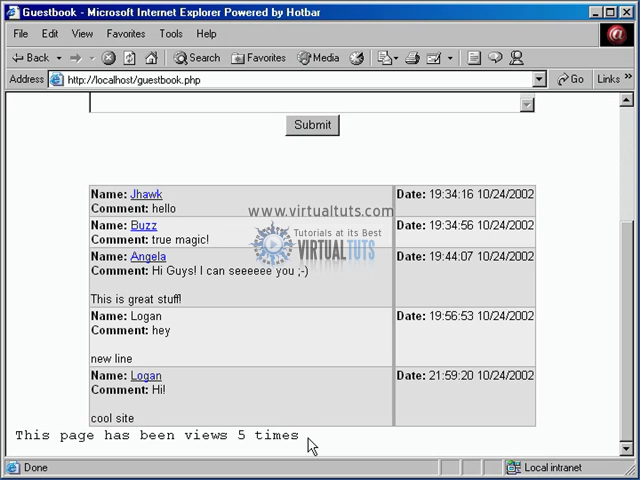 Guestbook - Microsoft Internet Explorer Powered by Hotbar
File Edit View Favorites Tools Help
Back Search Favorites Media
Address http://localhost/guestbook.php Go Links »
Submit
Name: Jhawk Date: 19:34:16 10/24/2002
Comment: hello
www.virtualtuts.com
Name: Buzz Date: 19:34:56 10/24/2002
Comment: true magic!
Tutorials at its Best
VIRTUALTUTS
Name: Angela Date: 19:44:07 10/24/2002
Comment: Hi Guys! I can seeeeee you ;-)
This is great stuff!
Name: Logan Date: 19:56:53 10/24/2002
Comment: hey
new line
Name: Logan Date: 21:59:20 10/24/2002
Comment: Hi!
cool site
This page has been views 5 times
Done Local intranet